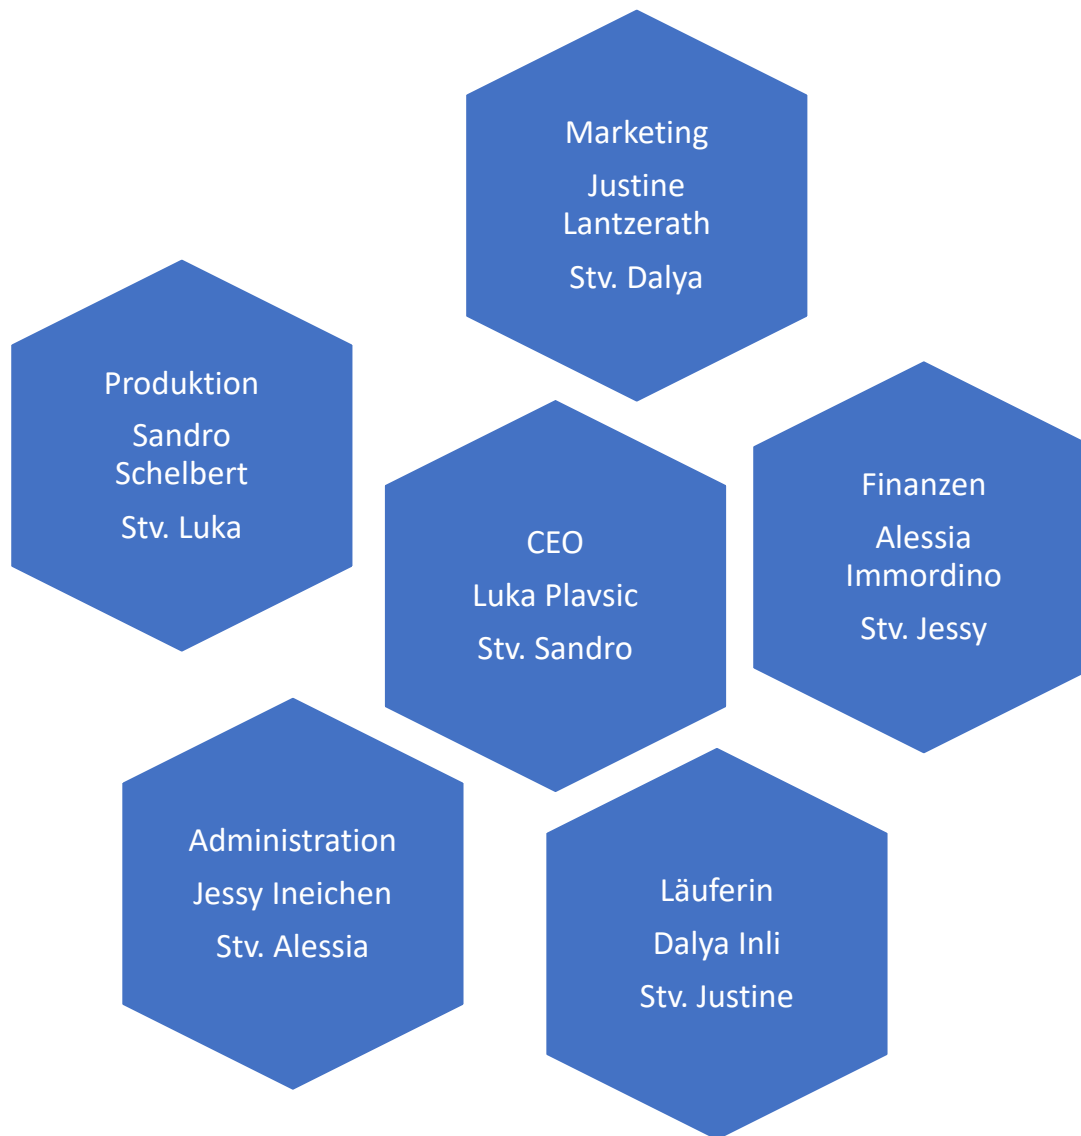 Marketing
Justine
Lantzerath
Stv. Dalya
Produktion
Sandro
Schelbert
Stv. Luka
CEO
Luka Plavsic
Stv. Sandro
Finanzen
Alessia
Immordino
Stv. Jessy
Administration
Jessy Ineichen
Stv. Alessia
Läuferin
Dalya Inli
Stv. Justine